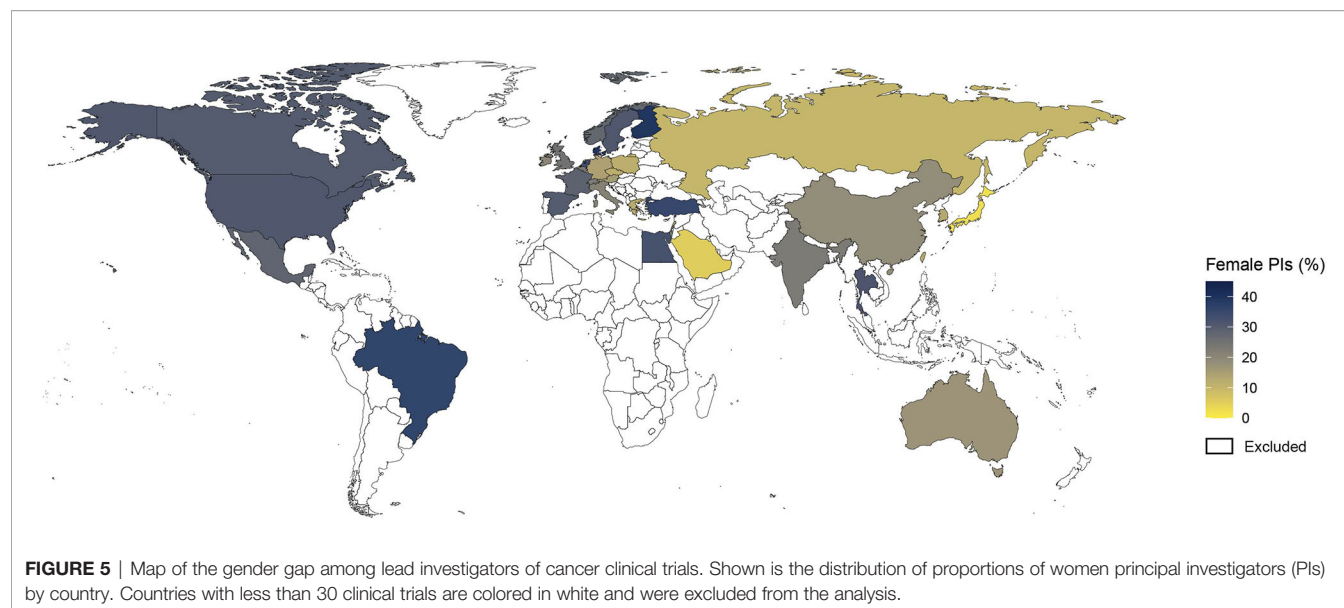 Female PIs (%)
40
30
20
10
0
Excluded
FIGURE 5 | Map of the gender gap among lead investigators of cancer clinical trials. Shown is the distribution of proportions of women principal investigators (PIs)
by country. Countries with less than 30 clinical trials are colored in white and were excluded from the analysis.